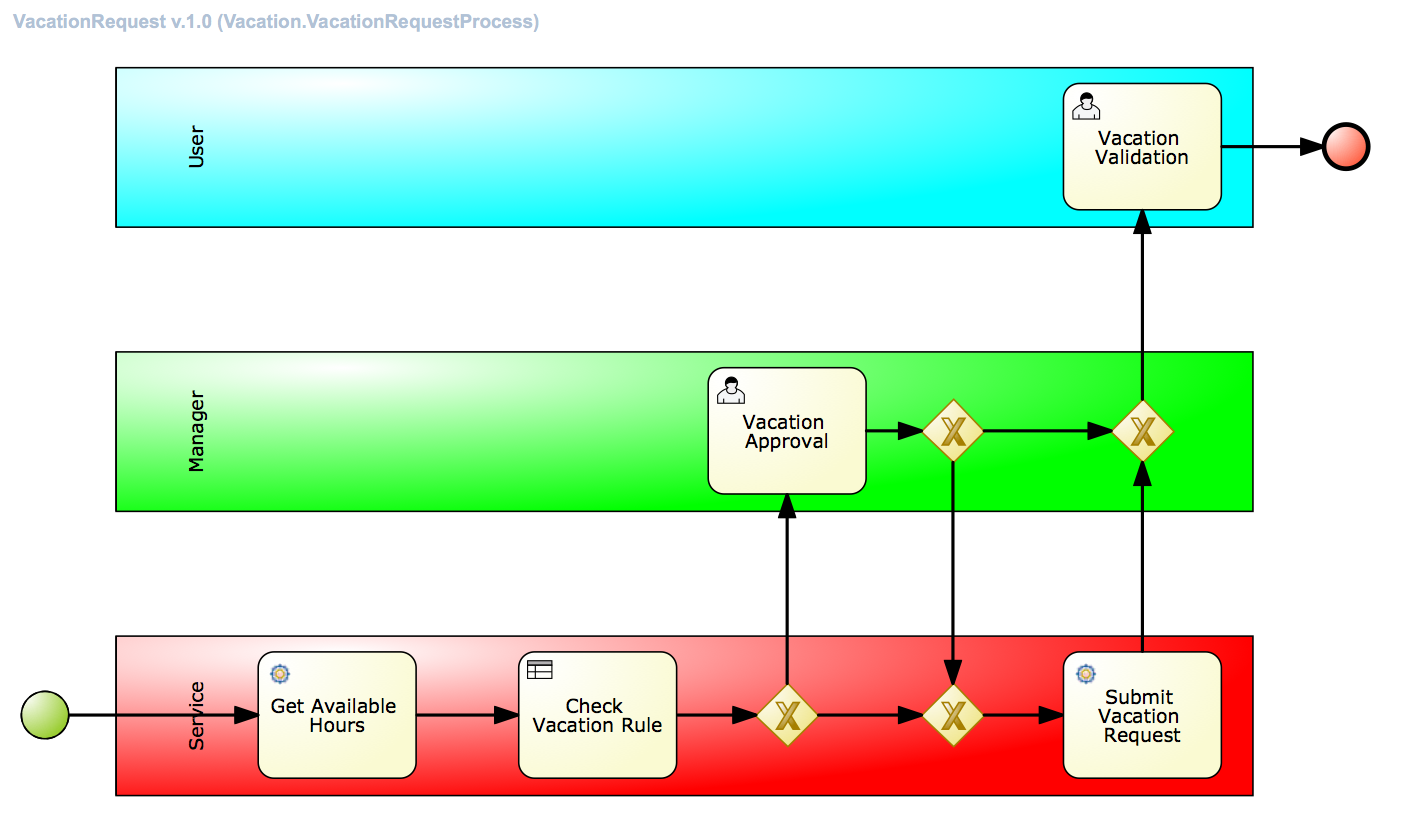 VacationRequest v.1.0 (Vacation.VacationRequestProcess)
User
Vacation
Validation
Manager
Vacation
Approval
Service
Get Available
Hours
Check
Vacation Rule
Submit
Vacation
Request